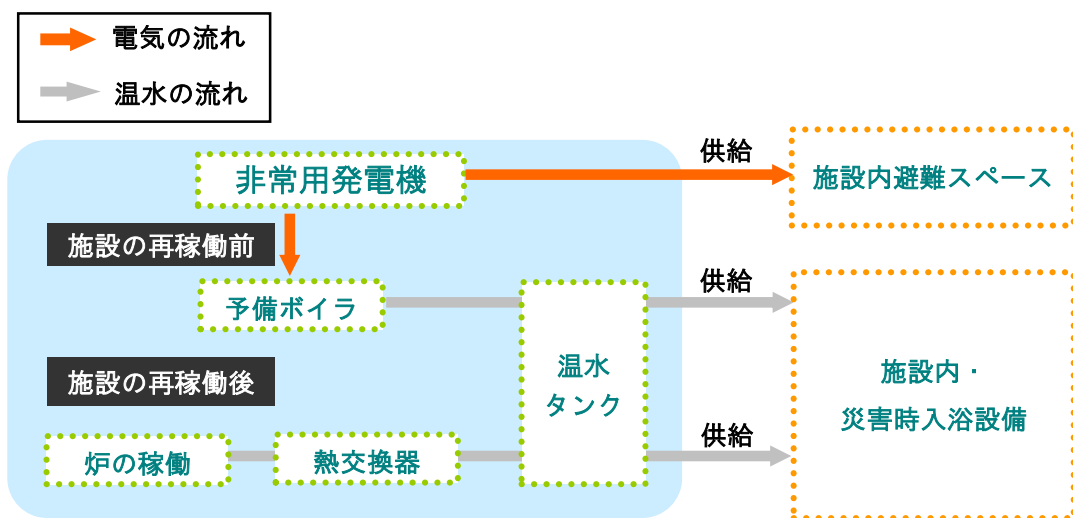 電気の流れ
温水の流れ
非常用発電機
供給
施設内避難スペース
施設の再稼働前
予備ボイラ
供給
温水
タンク
施設内・
災害時入浴設備
施設の再稼働後
炉の稼働
熱交換器
供給